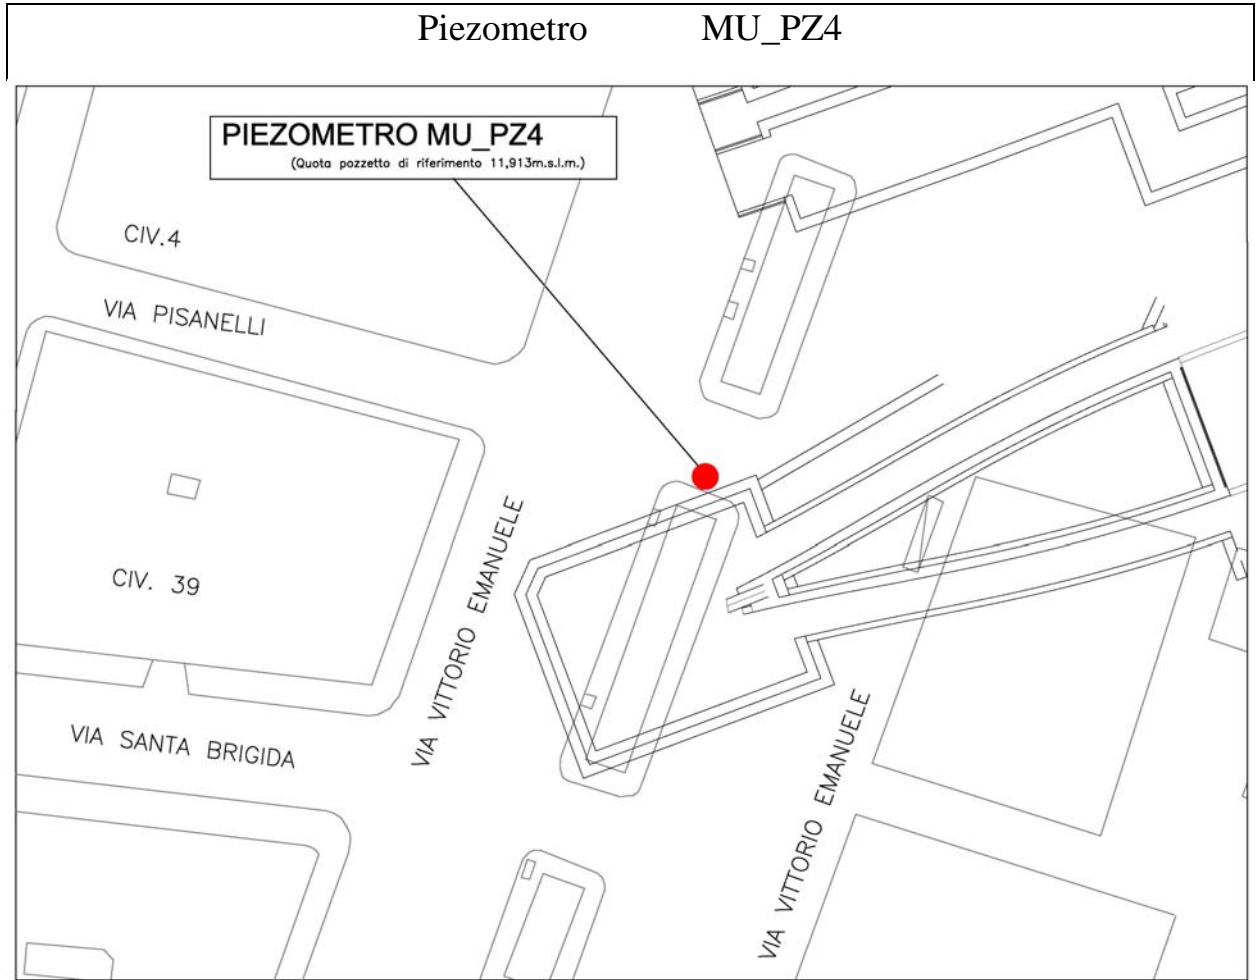 Piezometro MU_PZ4
PIEZOMETRO MU_PZ4
(Quota pozzetto di riferimento 11,913m.s.l.m.)
CIV.4
VIA PISANELLI
CIV. 39
VIA VITTORIO EMANUELE
VIA SANTA BRIGIDA
VIA VITTORIO EMANUELE